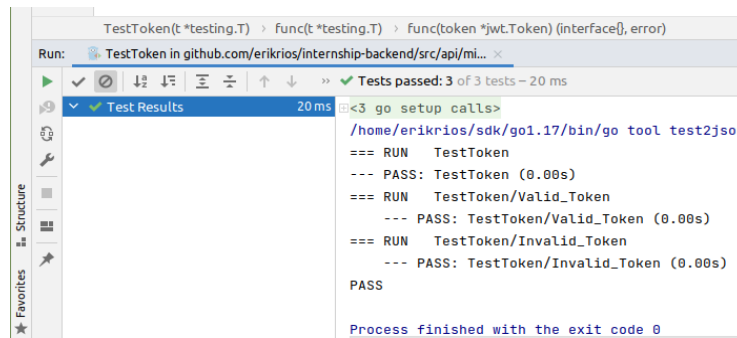 TestToken(t *testing.T) › func(t *testing.T) › func(token *jwt.Token) (interface{}, error)
Run: TestToken in github.com/erikrios/internship-backend/src/api/mi... ×
» ✔ Tests passed: 3 of 3 tests – 20 ms
Test Results 20 ms
<3 go setup calls>
/home/erikrios/sdk/go1.17/bin/go tool test2jso
=== RUN   TestToken
--- PASS: TestToken (0.00s)
=== RUN   TestToken/Valid_Token
    --- PASS: TestToken/Valid_Token (0.00s)
=== RUN   TestToken/Invalid_Token
    --- PASS: TestToken/Invalid_Token (0.00s)
PASS
Process finished with the exit code 0
Structure
Favorites